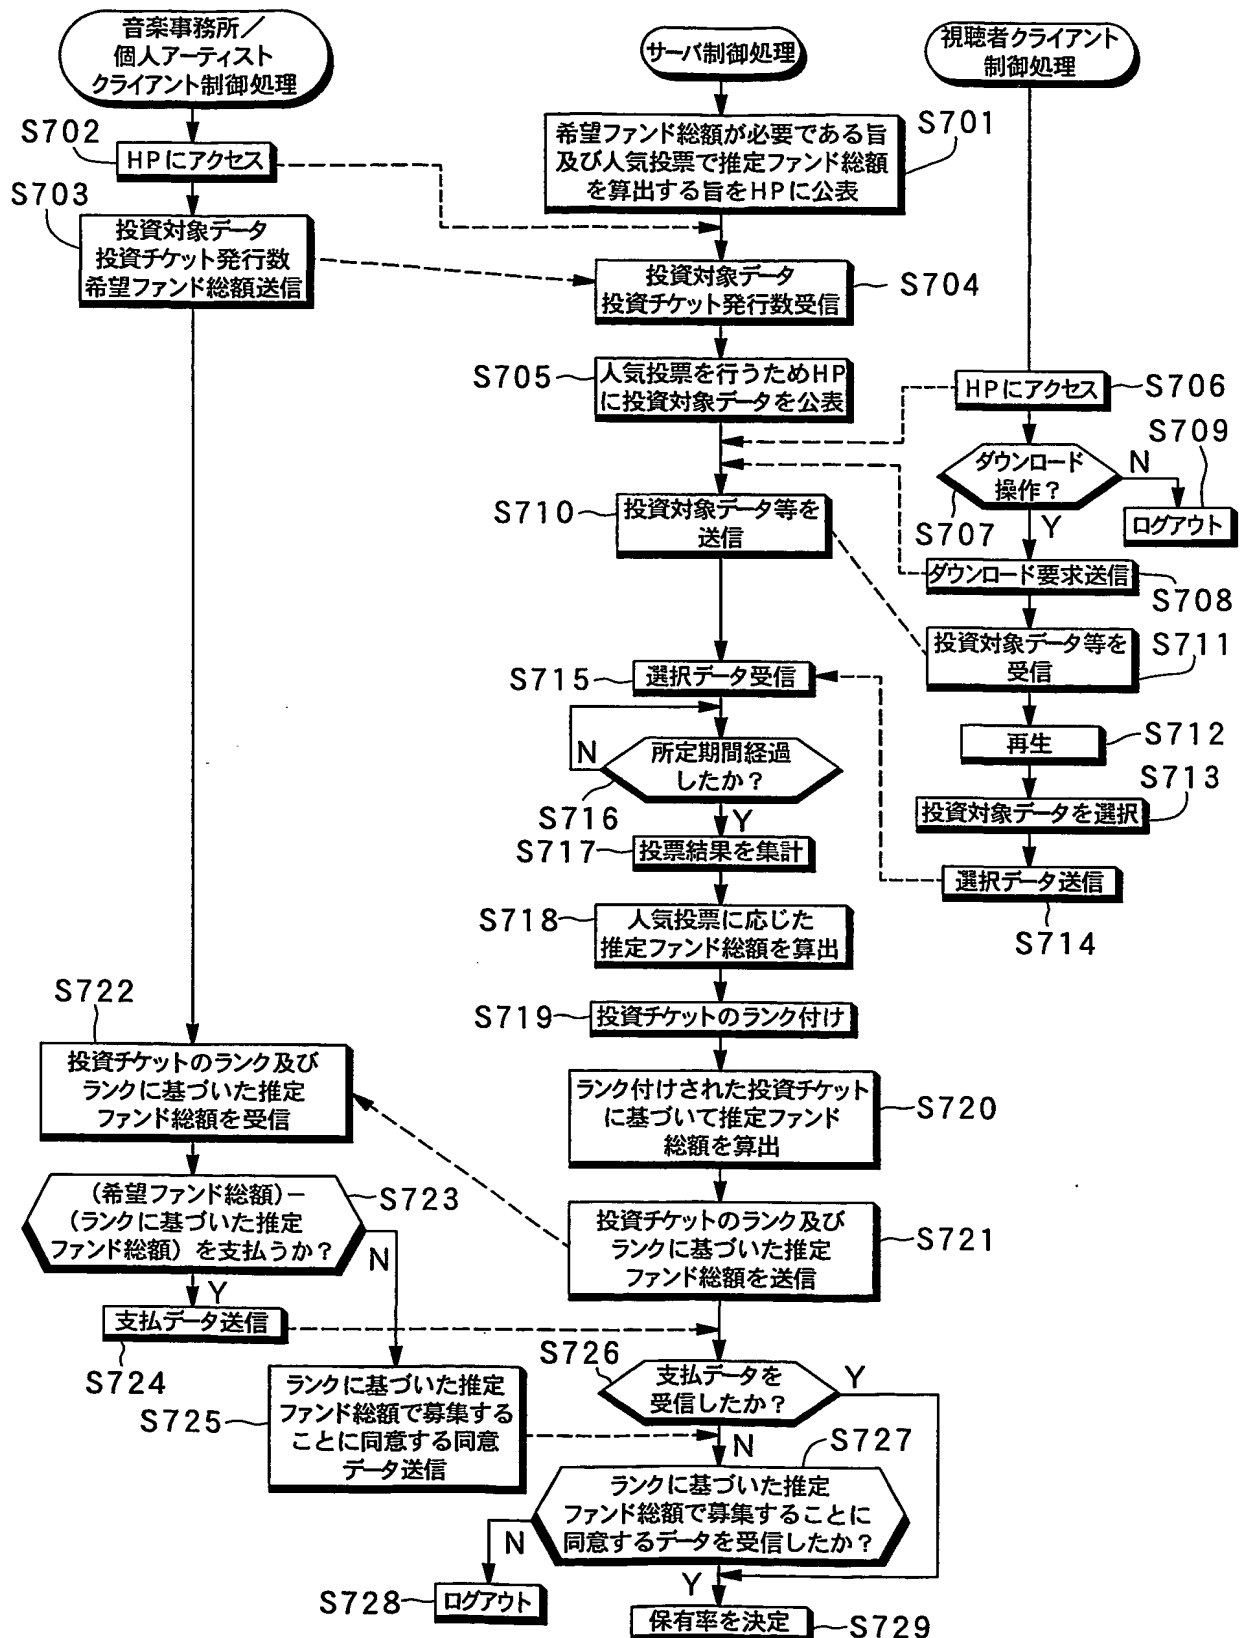 音楽事務所／
個人アーティスト
クライアント制御処理
サーバ制御処理
視聴者クライアント
制御処理
S702
HPにアクセス
S701
希望ファンド総額が必要である旨
及び人気投票で推定ファンド総額
を算出する旨をHPに公表
S703
投資対象データ
投資チケット発行数
希望ファンド総額送信
投資対象データ
投資チケット発行数受信
S704
S705
人気投票を行うためHP
に投資対象データを公表
HPにアクセス
S706
S709
ダウンロード
操作？
N
S707
Y
ログアウト
S710
投資対象データ等を
送信
ダウンロード要求送信
S708
投資対象データ等を
受信
S711
S715
選択データ受信
再生
S712
N
所定期間経過
したか？
S716
Y
S713
投資対象データを選択
S717
投票結果を集計
選択データ送信
S714
S718
人気投票に応じた
推定ファンド総額を算出
S719
投資チケットのランク付け
S722
投資チケットのランク及び
ランクに基づいた推定
ファンド総額を受信
ランク付けされた投資チケット
に基づいて推定ファンド
総額を算出
S720
(希望ファンド総額)−
(ランクに基づいた推定
ファンド総額)を支払うか？
S723
N
Y
投資チケットのランク及び
ランクに基づいた推定
ファンド総額を送信
S721
支払データ送信
S724
S726
支払データを
受信したか？
Y
N
S725
ランクに基づいた推定
ファンド総額で募集する
ことに同意する同意
データ送信
S727
ランクに基づいた推定
ファンド総額で募集することに
同意するデータを受信したか？
N
Y
S728
ログアウト
保有率を決定
S729